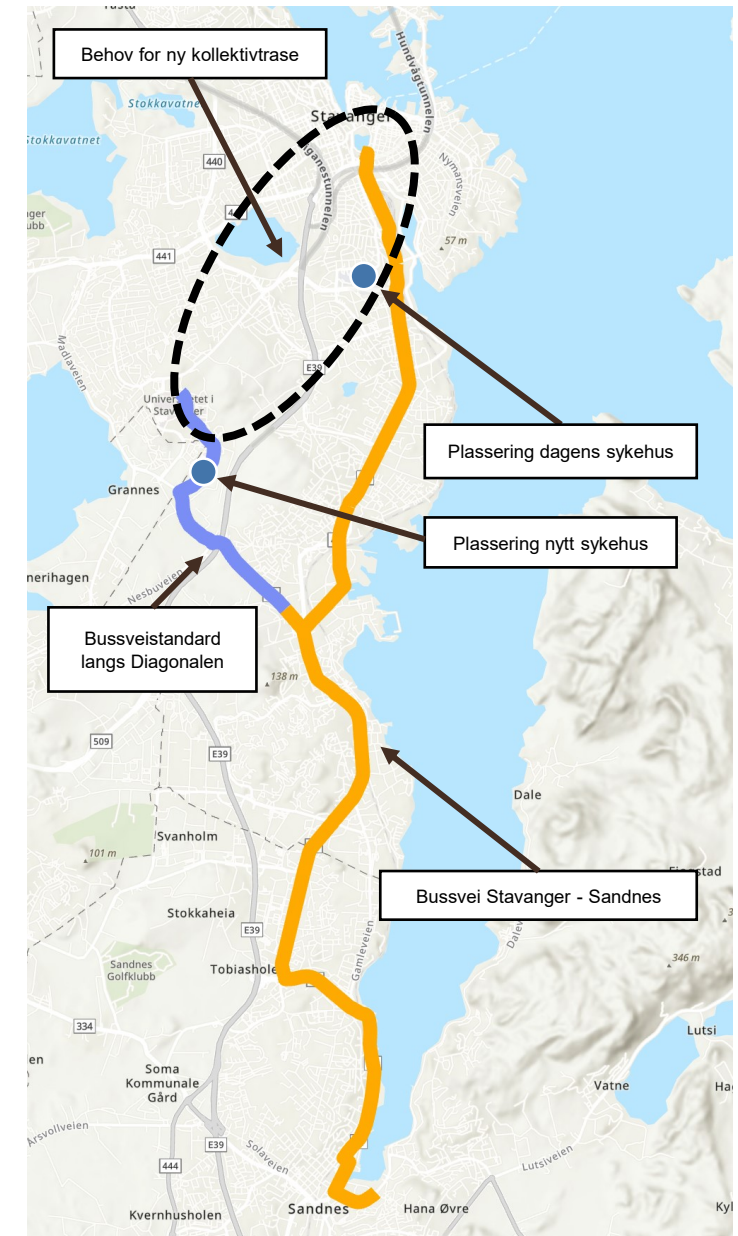 Behov for ny kollektivtrase
Hundvågtunnelen
Stokkavatnet
Stavanger
Stokkavatnet
440
Nymansveien
57 m
441
Madlaveien
E39
Universitetet i
Stavanger
Plassering dagens sykehus
Grannes
Plassering nytt sykehus
Nesbuveien
Bussveistandard
langs Diagonalen
138 m
509
E39
Dale
Svanholm
101 m
Bussvei Stavanger - Sandnes
Stokkaheia
E39
Gamleveien
Sandnes
Golfklubb
346 m
334
Lutsi
Soma
Kommunale
Gård
Vatne
E39
Solaveien
Lutsiveien
444
Sandnes
Hana Øvre
Kvernhusholen